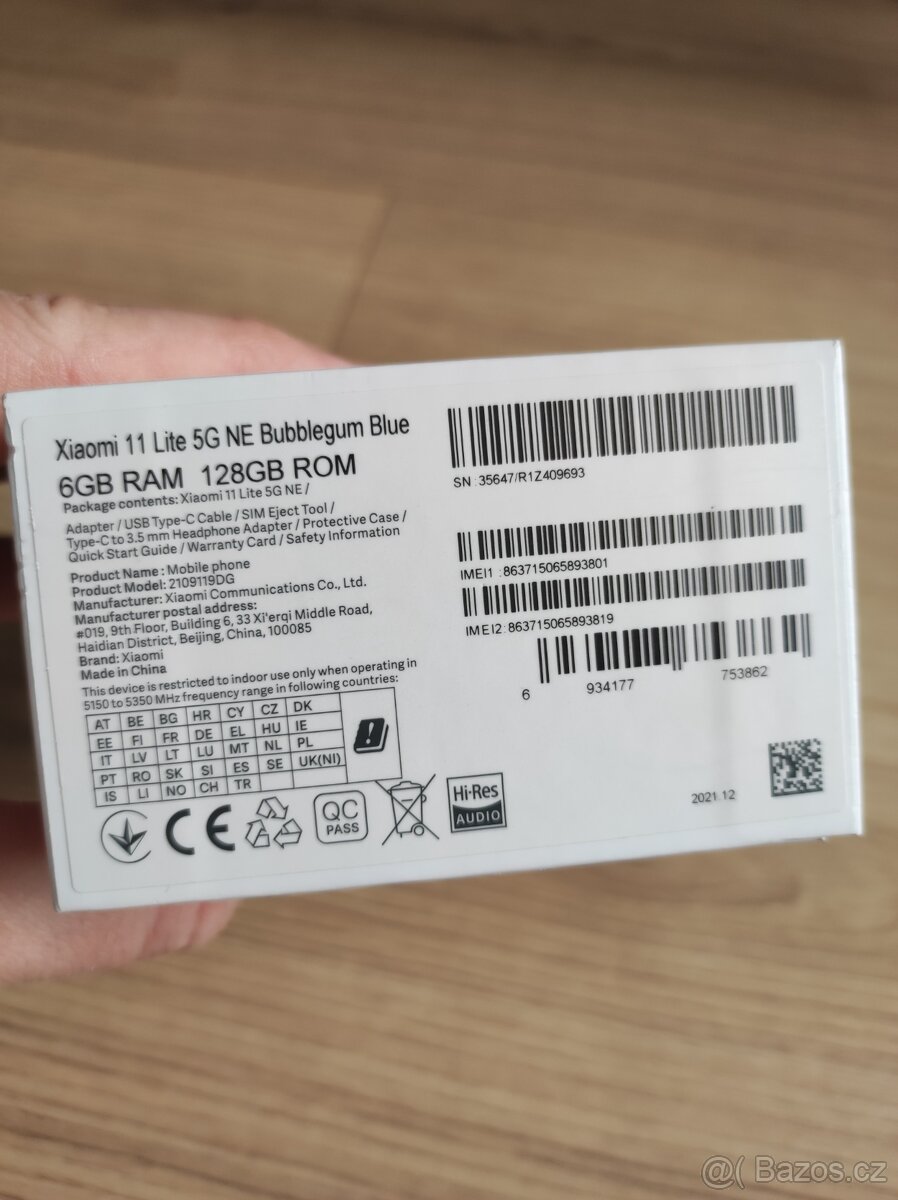 Xiaomi 11 Lite 5G NE Bubblegum Blue
6GB RAM 128GB ROM
Package contents: Xiaomi 11 Lite 5G NE /
Adapter / USB Type-C Cable / SIM Eject Tool /
Type-C to 3.5 mm Headphone Adapter / Protective Case /
Quick Start Guide / Warranty Card / Safety Information
Product Name : Mobile phone
Product Model: 2109119DG
Manufacturer: Xiaomi Communications Co., Ltd.
Manufacturer postal address:
#019, 9th Floor, Building 6, 33 Xi'erqi Middle Road,
Haidian District, Beijing, China, 100085
Brand: Xiaomi
Made in China
This device is restricted to indoor use only when operating in
5150 to 5350 MHz frequency range in following countries:
AT BE BG HR CY CZ DK
EE FI FR DE EL HU IE
IT LV LT LU MT NL PL
PT RO SK SI ES SE UK(NI)
IS LI NO CH TR
CE
QC
PASS
Hi-Res
AUDIO
SN :35647/R1Z409693
IMEI1 :863715065893801
IMEI2:863715065893819
6 934177 753862
2021.12
@( Bazos.cz